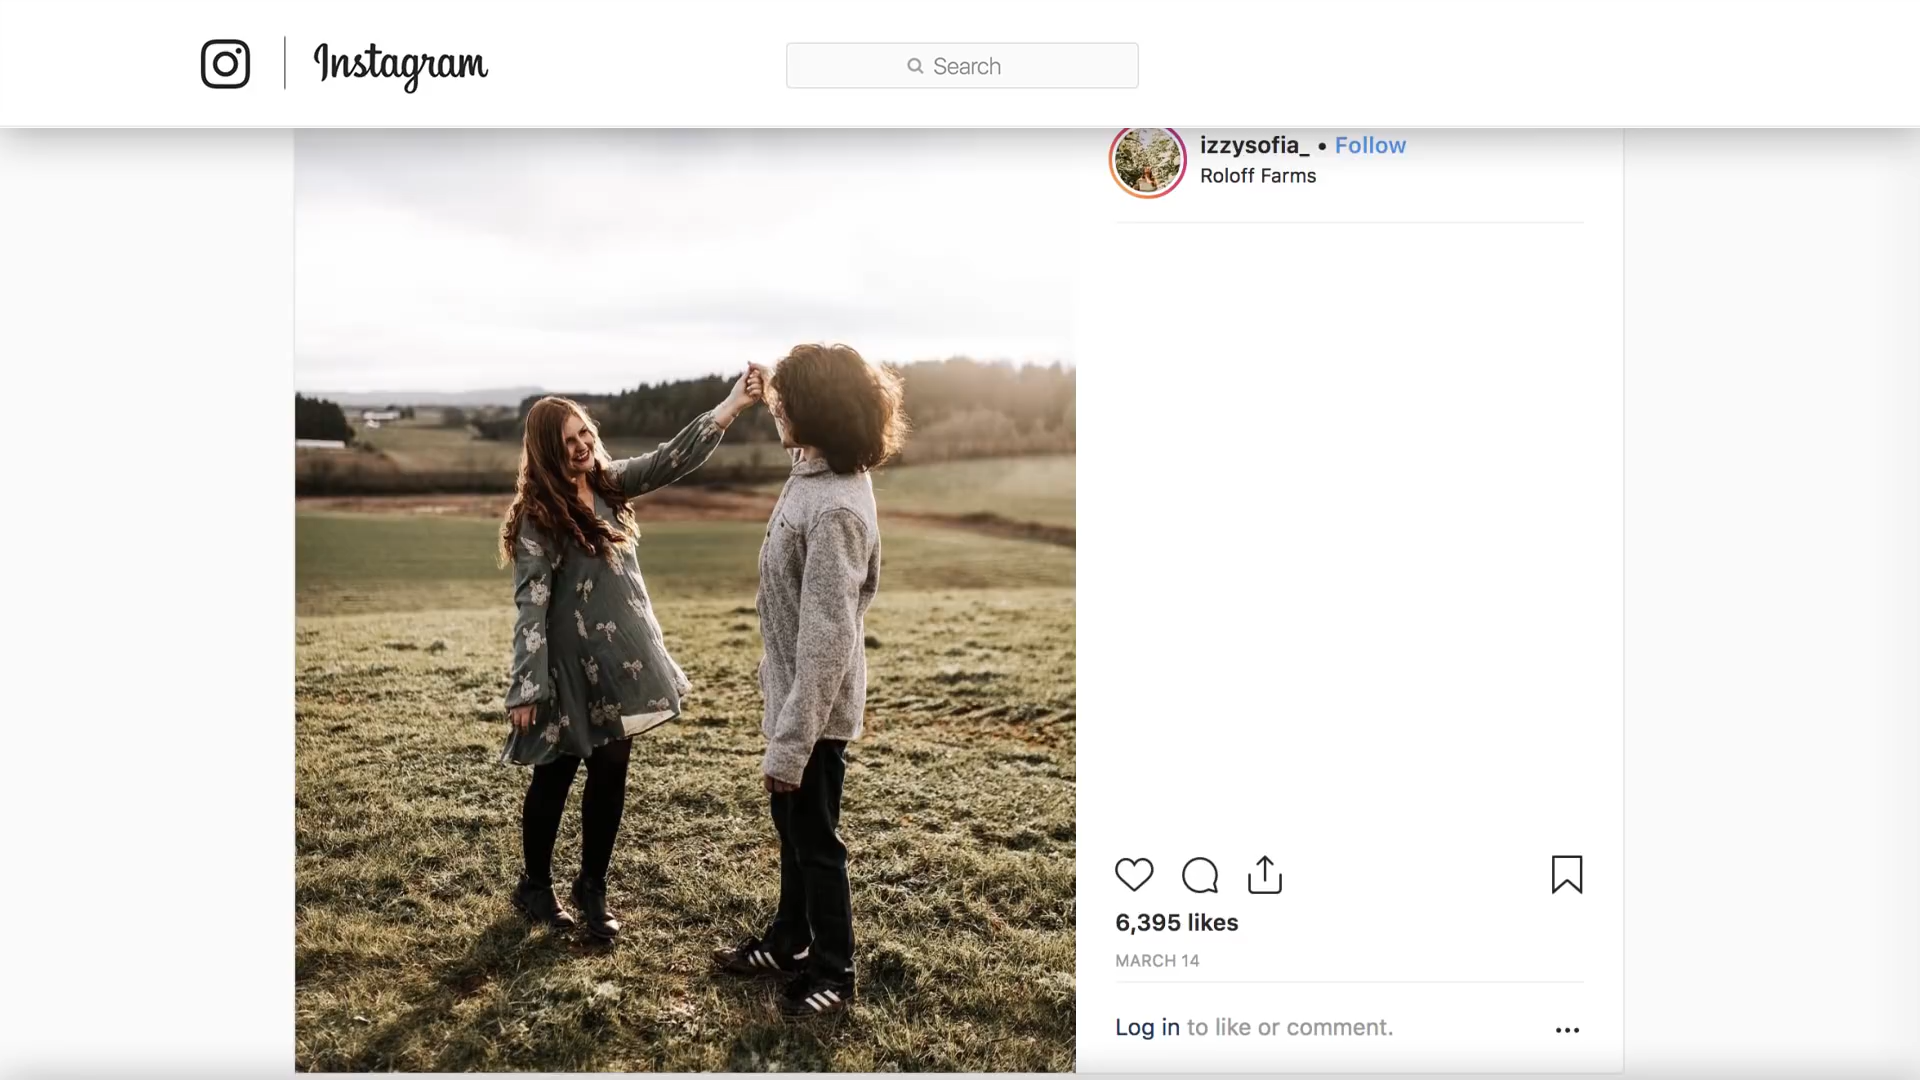 Instagram
Search
izzysofia_ • Follow
Roloff Farms
6,395 likes
MARCH 14
Log in to like or comment.